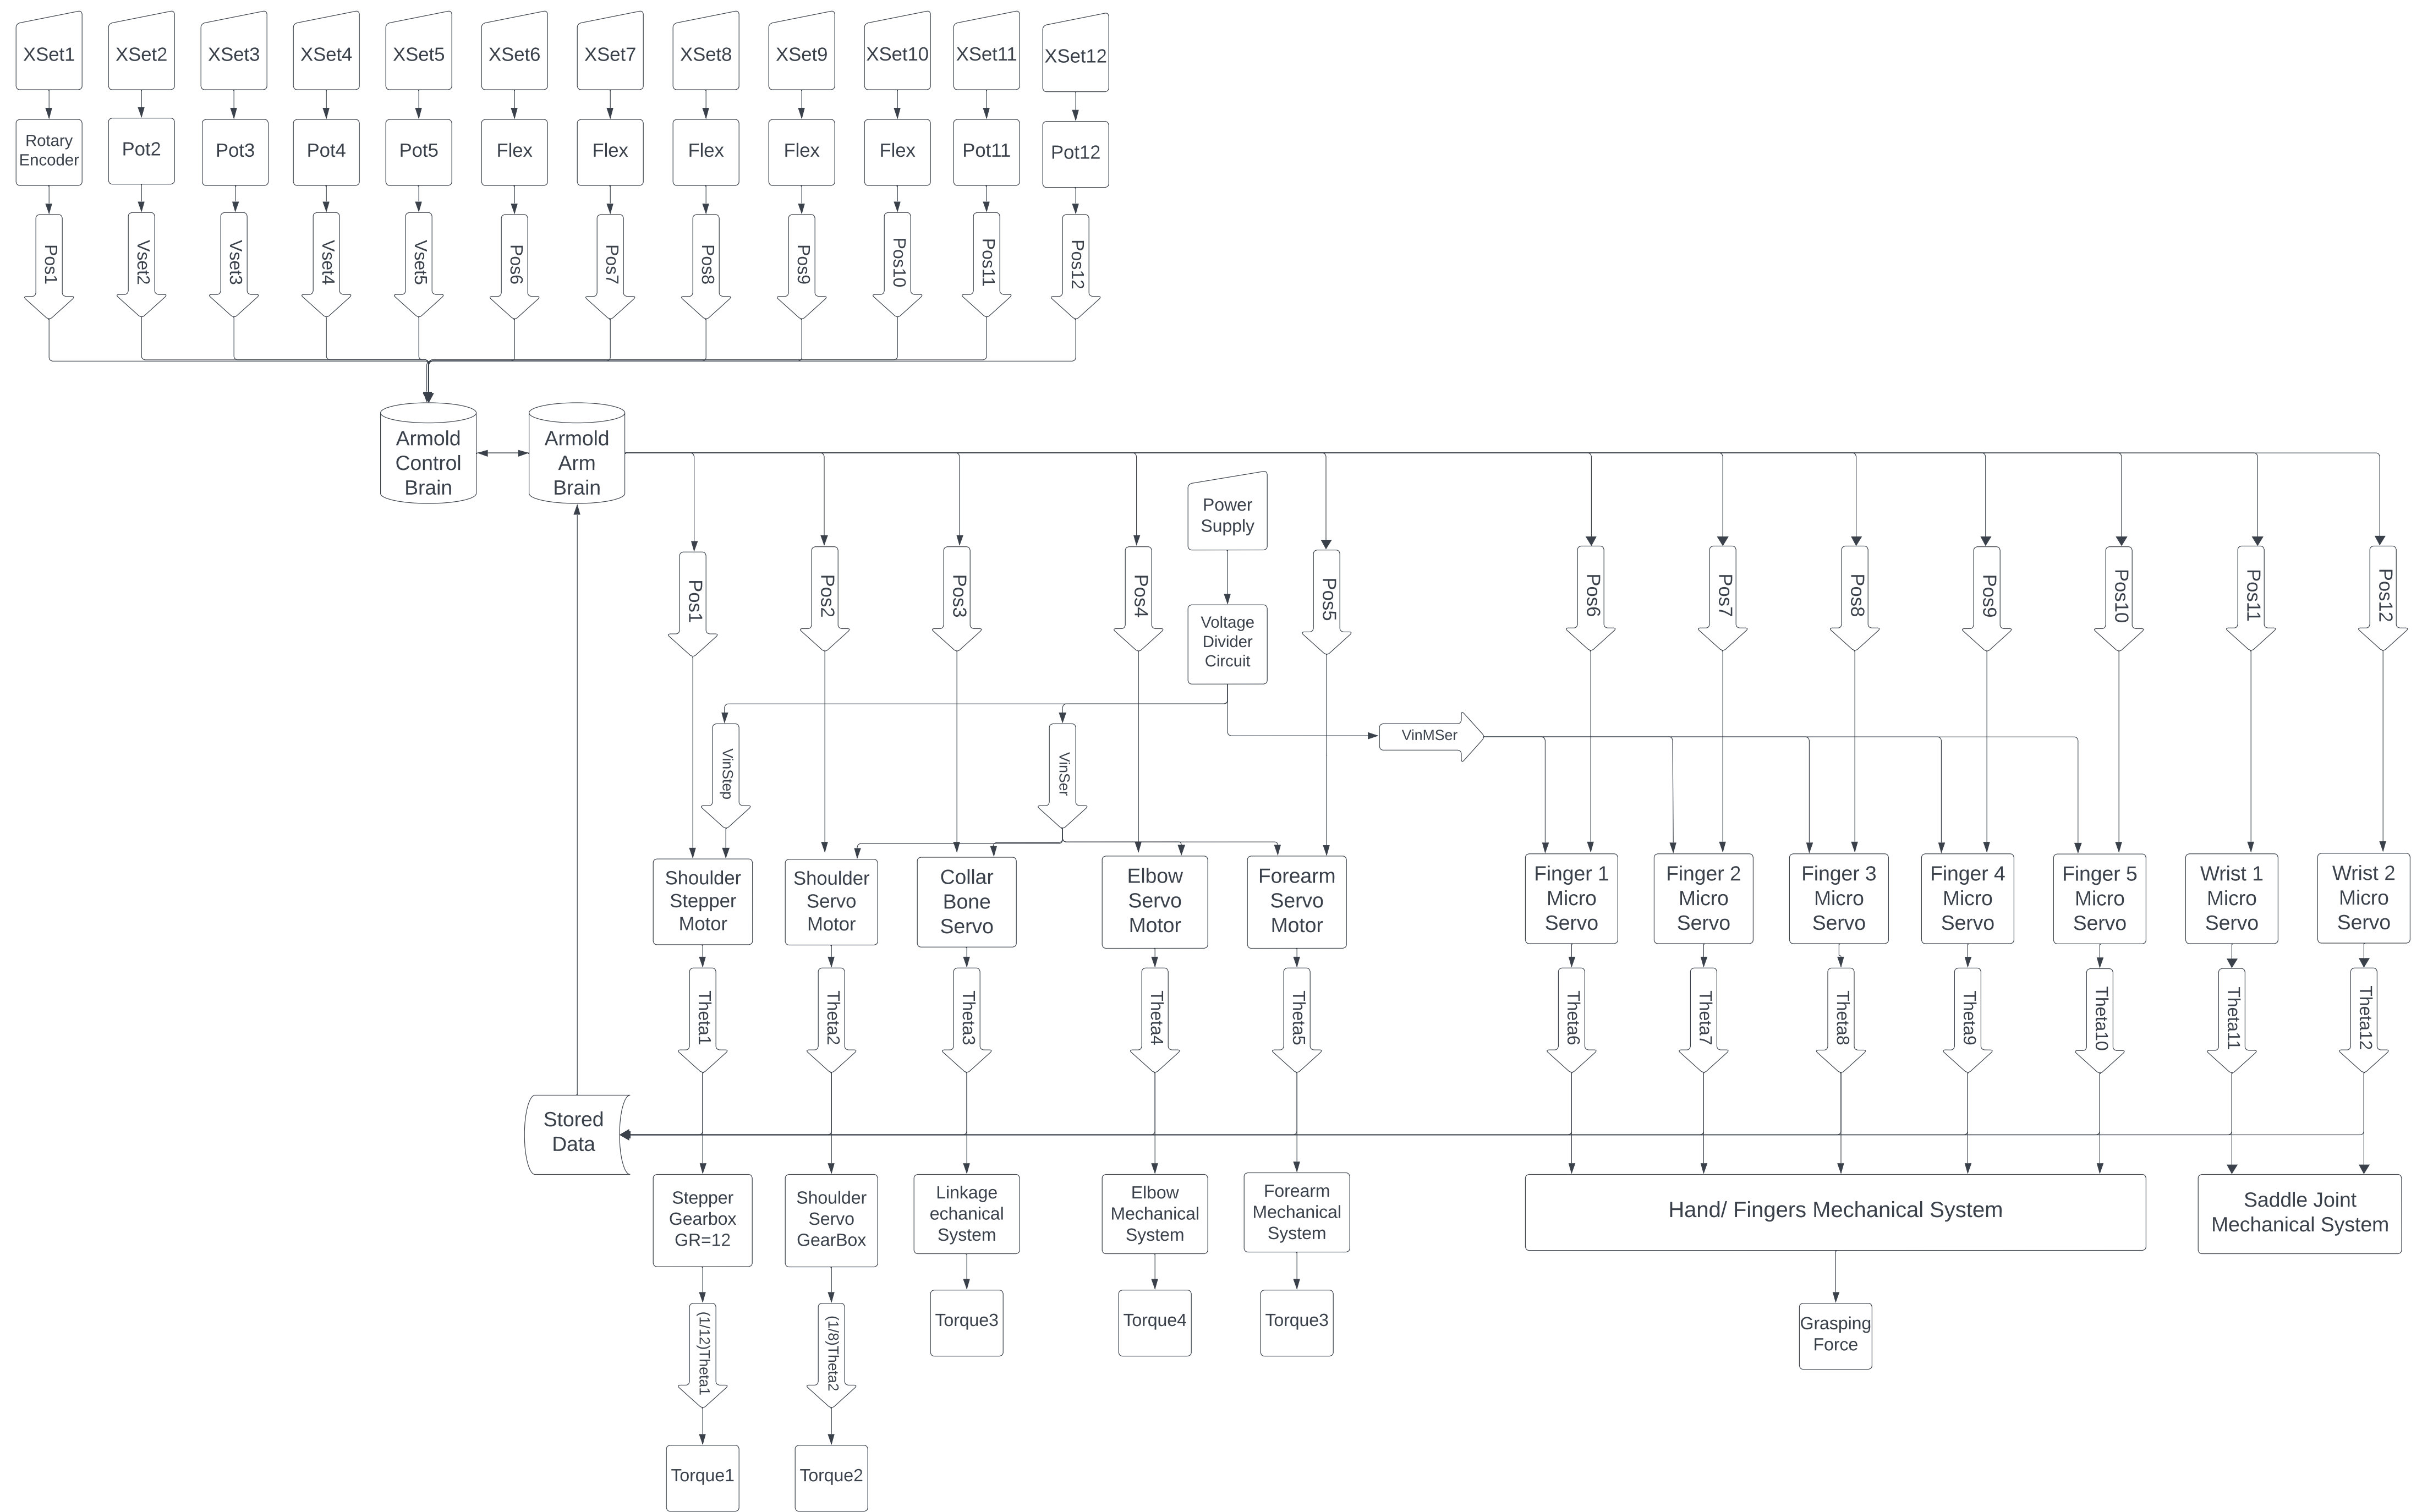 XSet1
XSet2
XSet3
XSet4
XSet5
XSet6
XSet7
XSet8
XSet9
XSet10
XSet11
XSet12
Rotary
Encoder
Pot2
Pot3
Pot4
Pot5
Flex
Flex
Flex
Flex
Flex
Pot11
Pot12
Pos1
Vset2
Vset3
Vset4
Vset5
Pos6
Pos7
Pos8
Pos9
Pos10
Pos11
Pos12
Armold
Control
Brain
Armold
Arm
Brain
Power
Supply
Pos1
Pos2
Pos3
Pos4
Pos5
Pos6
Pos7
Pos8
Pos9
Pos10
Pos11
Pos12
Voltage
Divider
Circuit
VinStep
VinSer
VinMSer
Shoulder
Stepper
Motor
Shoulder
Servo
Motor
Collar
Bone
Servo
Elbow
Servo
Motor
Forearm
Servo
Motor
Finger 1
Micro
Servo
Finger 2
Micro
Servo
Finger 3
Micro
Servo
Finger 4
Micro
Servo
Finger 5
Micro
Servo
Wrist 1
Micro
Servo
Wrist 2
Micro
Servo
Theta1
Theta2
Theta3
Theta4
Theta5
Theta6
Theta7
Theta8
Theta9
Theta10
Theta11
Theta12
Stored
Data
Stepper
Gearbox
GR=12
Shoulder
Servo
GearBox
Linkage
echanical
System
Elbow
Mechanical
System
Forearm
Mechanical
System
Hand/ Fingers Mechanical System
Saddle Joint
Mechanical System
(1/12)Theta1
(1/8)Theta2
Torque3
Torque4
Torque3
Grasping
Force
Torque1
Torque2